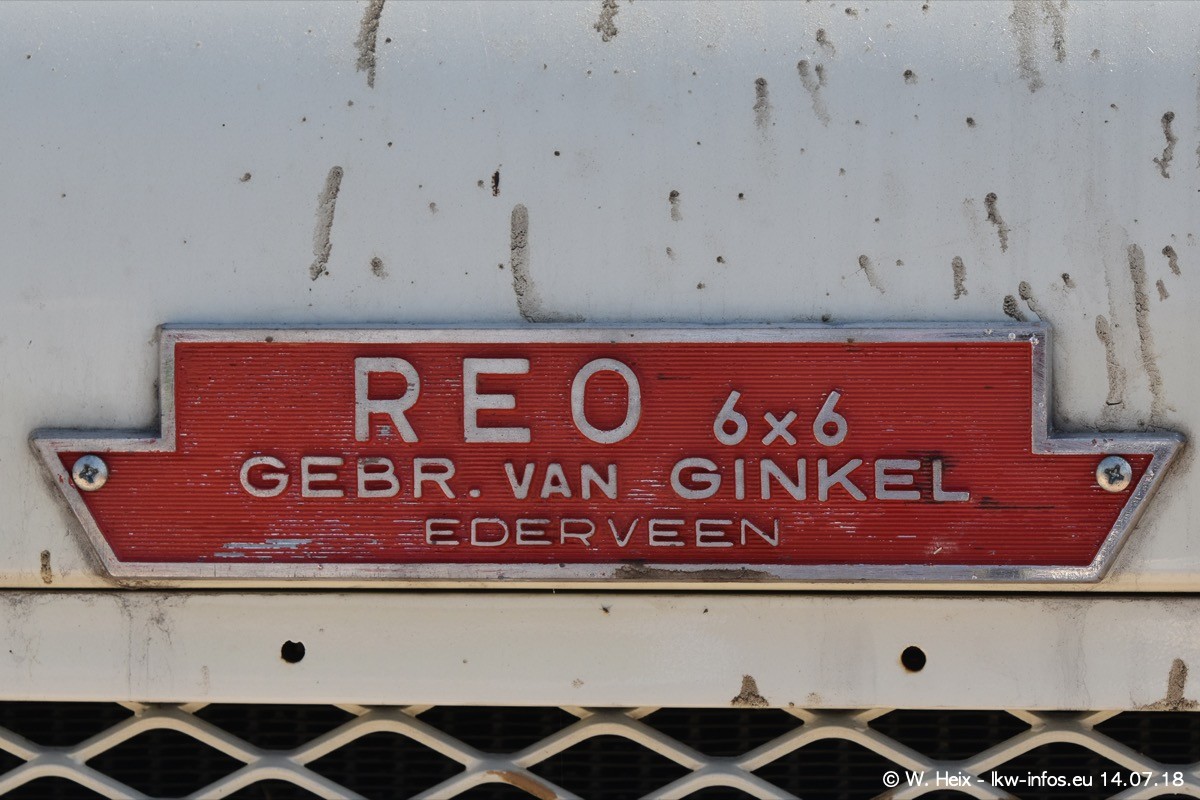 REO 6x6
GEBR. VAN GINKEL
EDERVEEN
© W. Heix - lkw-infos.eu 14.07.18